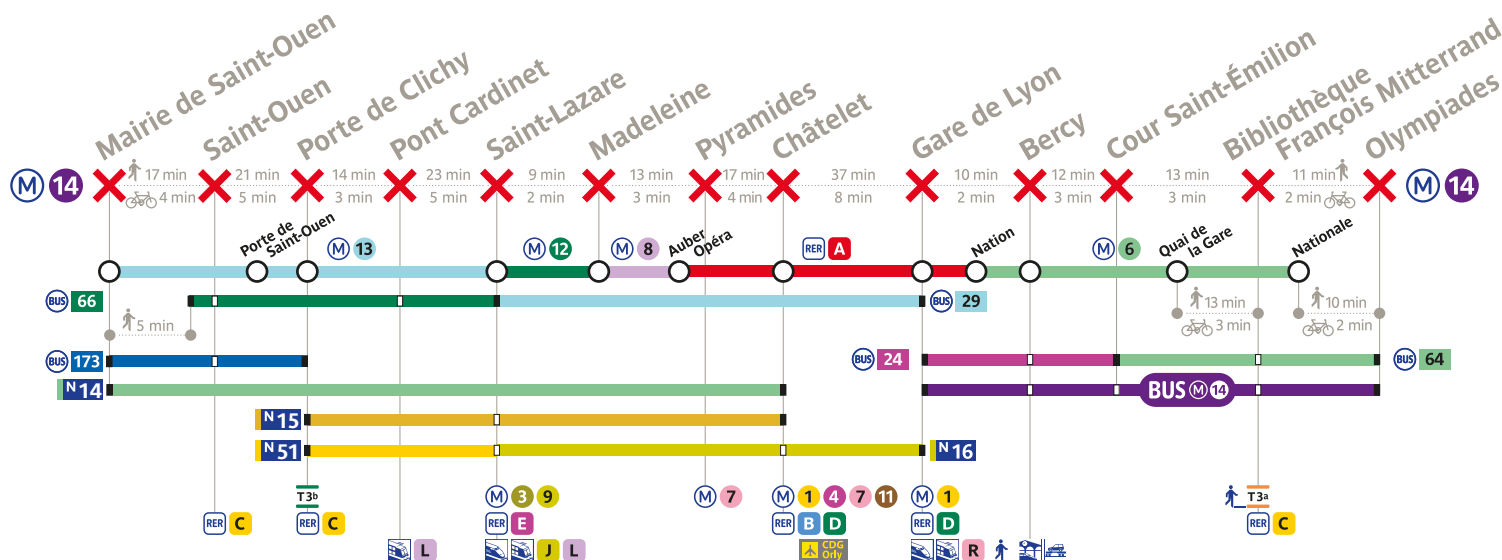 Mairie de Saint-Ouen
Saint-Ouen
Porte de Clichy
Pont Cardinet
Saint-Lazare
Madeleine
Pyramides
Châtelet
Gare de Lyon
Bercy
Cour Saint-Émilion
Bibliothèque
François Mitterrand
Olympiades
M 14
17 min
21 min
14 min
23 min
9 min
13 min
17 min
37 min
10 min
12 min
13 min
11 min
M 14
4 min
5 min
3 min
5 min
2 min
3 min
4 min
8 min
2 min
3 min
3 min
2 min
Porte de
Saint-Ouen
M 13
M 12
M 8
Auber
Opéra
RER A
Nation
M 6
Quai de
la Gare
Nationale
BUS 66
BUS 29
5 min
13 min
3 min
10 min
2 min
BUS 173
BUS 24
BUS 64
N 14
BUS M 14
N 15
N 51
N 16
T3b
M 3 9
M 7
M 1 4 7 11
M 1
T3a
RER C
RER C
RER E
RER B D
RER D
RER C
L
J L
CDG
Orly
R